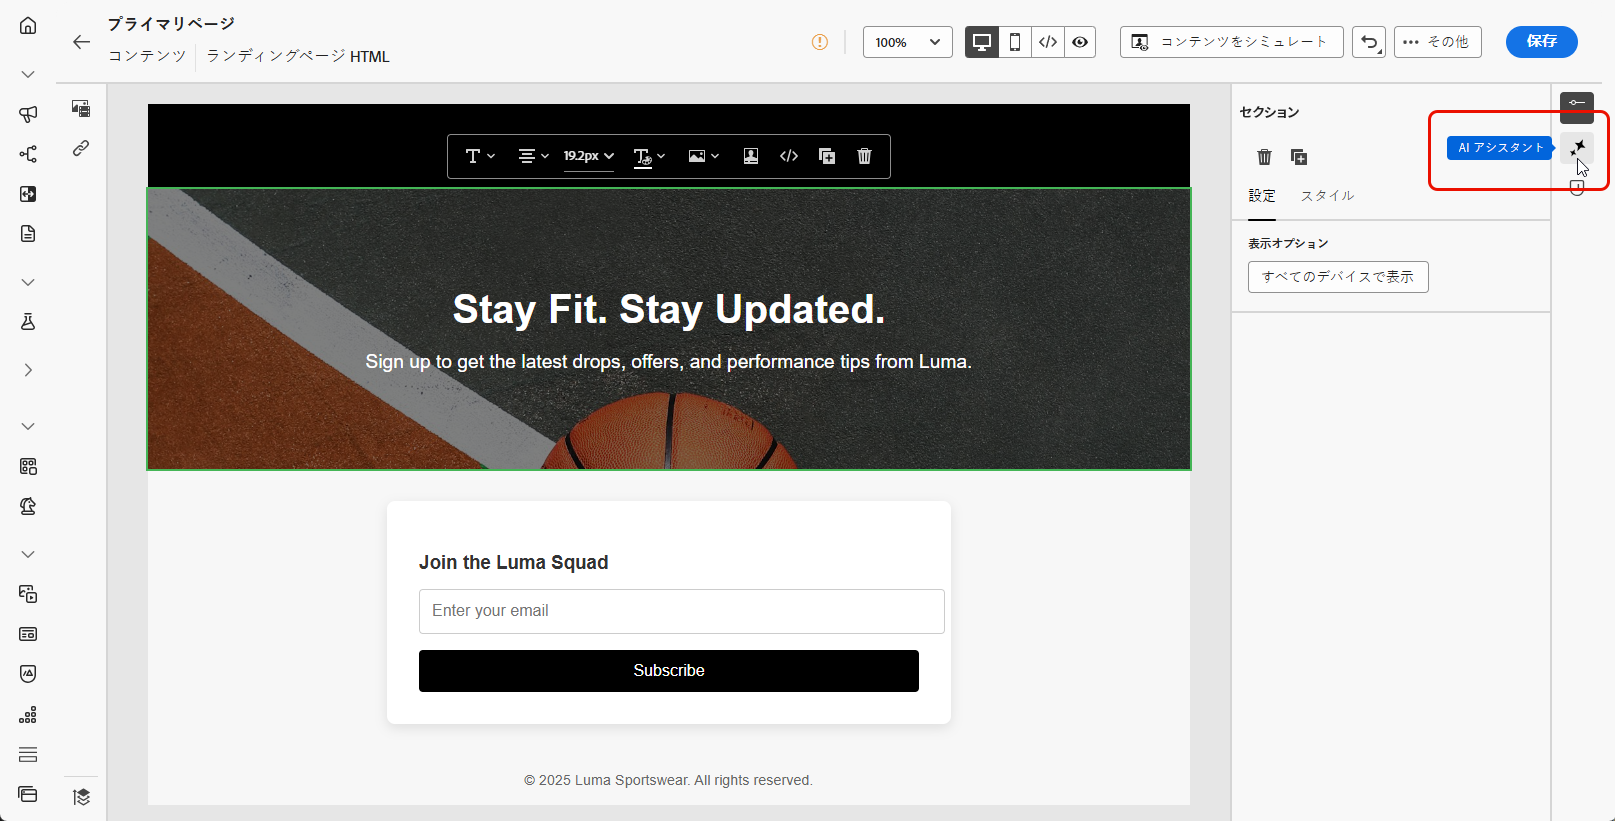 プライマリページ
コンテンツ ランディングページ HTML
100%
コンテンツをシミュレート
その他
保存
セクション
AI アシスタント
設定 スタイル
表示オプション
すべてのデバイスで表示
19.2px
Stay Fit. Stay Updated.
Sign up to get the latest drops, offers, and performance tips from Luma.
Join the Luma Squad
Enter your email
Subscribe
© 2025 Luma Sportswear. All rights reserved.